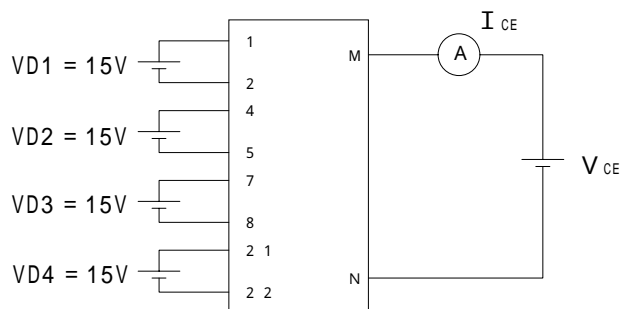 VD1 = 15V
VD2 = 15V
VD3 = 15V
VD4 = 15V
1
2
4
5
7
8
2 1
2 2
M
N
A
I CE
V CE